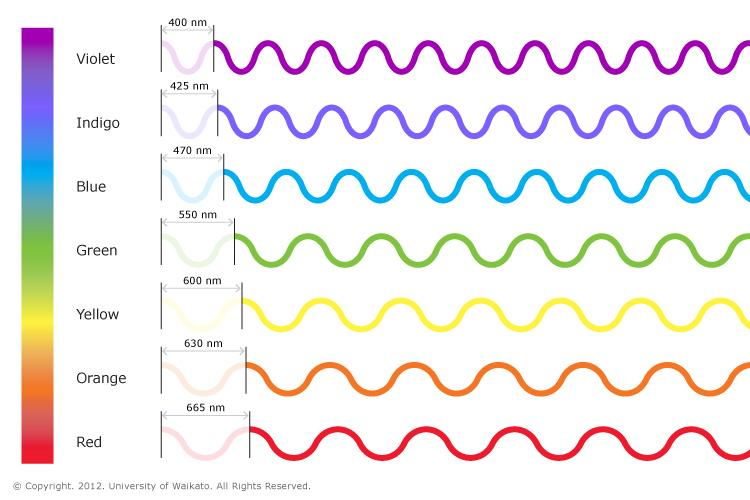 400 nm
Violet
425 nm
Indigo
470 nm
Blue
550 nm
Green
600 nm
Yellow
630 nm
Orange
665 nm
Red
© Copyright. 2012. University of Waikato. All Rights Reserved.